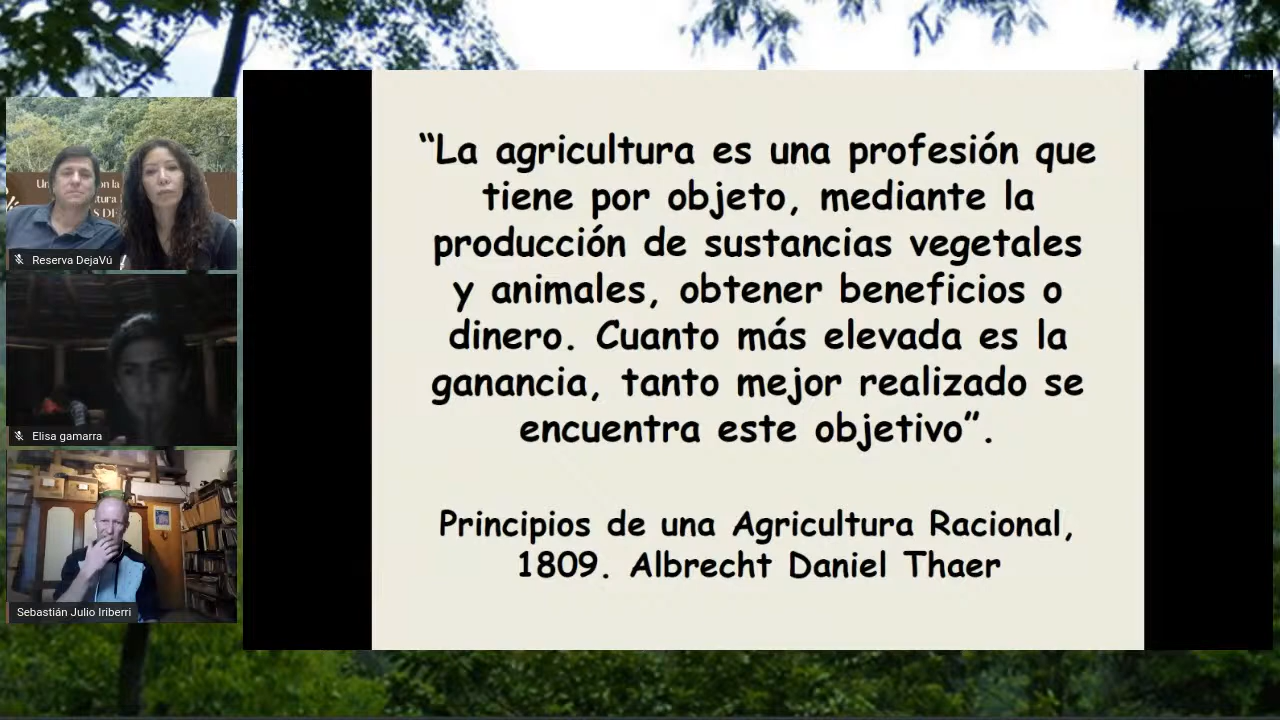 “La agricultura es una profesión que
tiene por objeto, mediante la
producción de sustancias vegetales
y animales, obtener beneficios o
dinero. Cuanto más elevada es la
ganancia, tanto mejor realizado se
encuentra este objetivo”.
Principios de una Agricultura Racional,
1809. Albrecht Daniel Thaer
Reserva DejaVú
Elisa gamarra
Sebastián Julio Iriberri